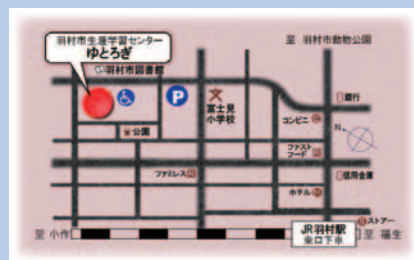 羽村市生涯学習センター
ゆとろぎ
至 羽村市動物公園
羽村市図書館
P
富士見
小学校
銀行
コンビニ
C
N
公園
ファスト
フード
ファミレス
信用金庫
ホテル
H
ストアー
至 小作
JR羽村駅
東口下車
至 福生